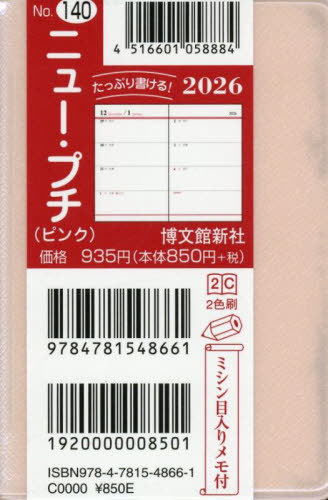 4 516601 058884
No. 140
ニュー・プチ
（ピンク）
たっぷり書ける！
2026
価格 935円（本体850円+税）
博文館新社
2C
2色刷
ミシン目入りメモ付
9784781548661
1920000008501
ISBN978-4-7815-4866-1
C0000 ¥850E